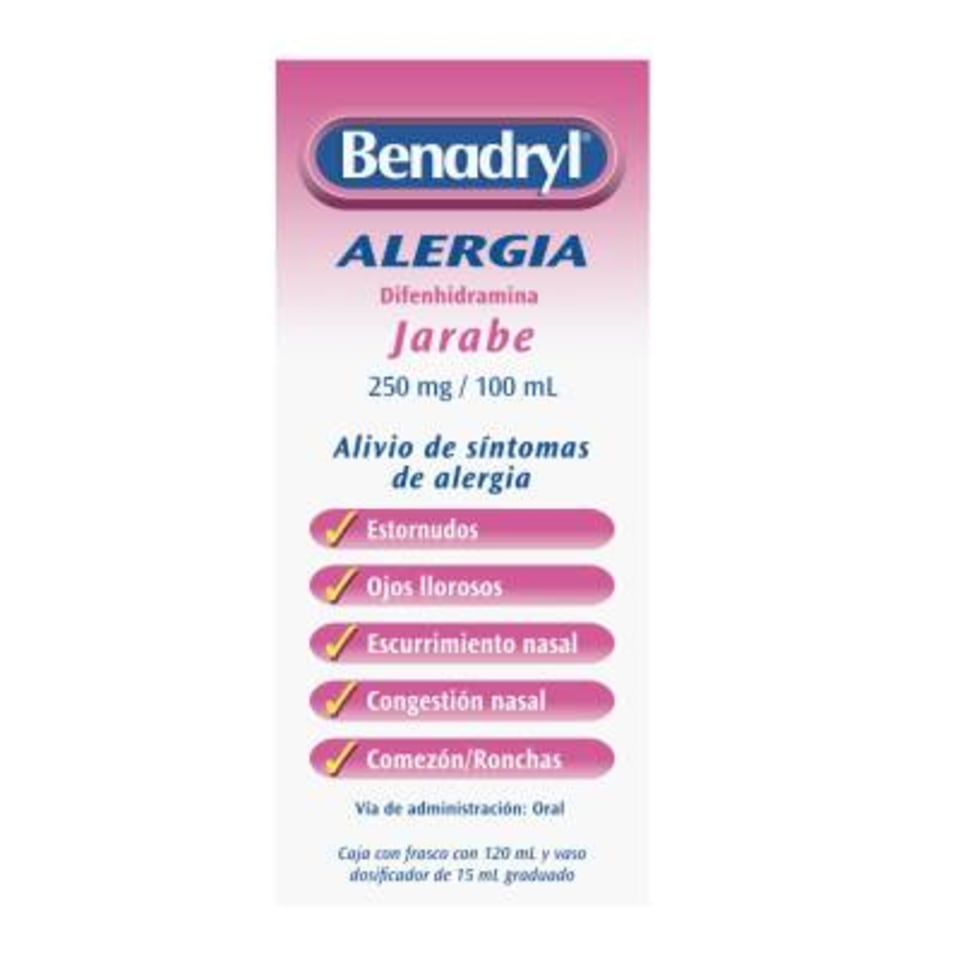 Benadryl®
ALERGIA
Difenhidramina
Jarabe
250 mg / 100 mL
Alivio de síntomas
de alergia
Estornudos
Ojos llorosos
Escurrimiento nasal
Congestión nasal
Comezón/Ronchas
Vía de administración: Oral
Caja con frasco con 120 mL y vaso
dosificador de 15 mL graduado